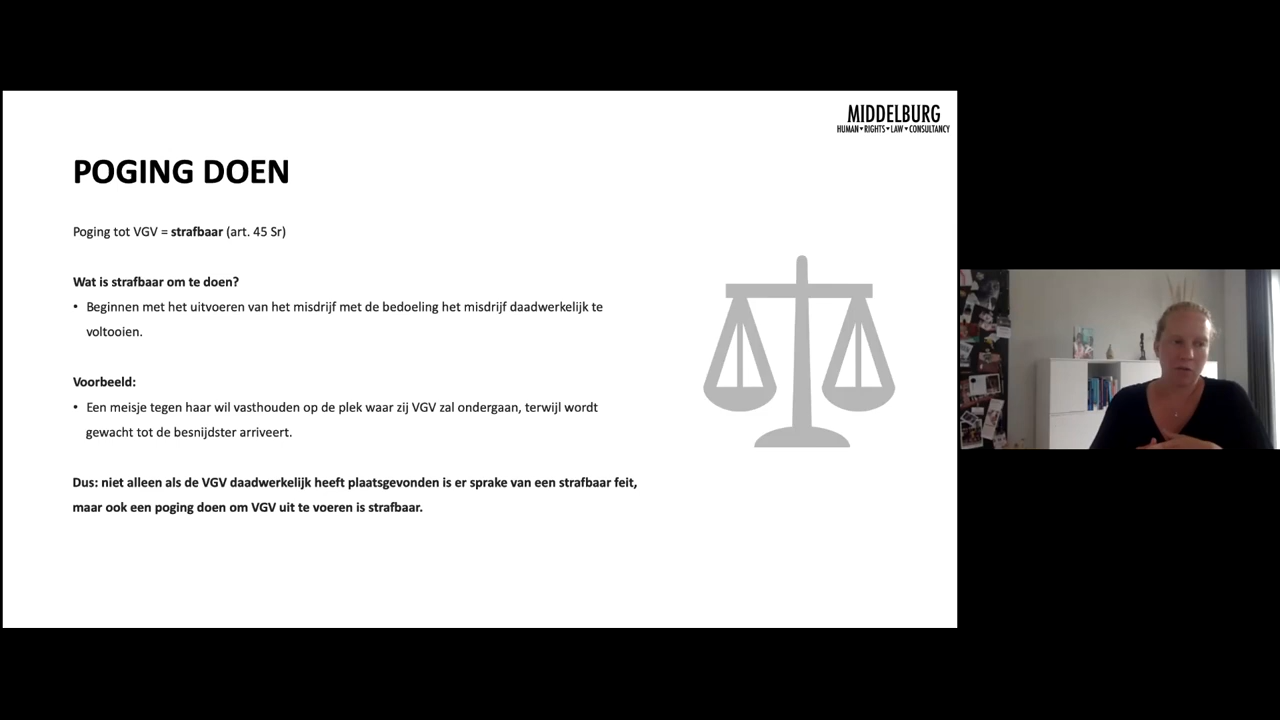 MIDDELBURG
HUMAN ▾ RIGHTS ▾ LAW ▾ CONSULTANCY
POGING DOEN
Poging tot VGV = strafbaar (art. 45 Sr)
Wat is strafbaar om te doen?
• Beginnen met het uitvoeren van het misdrijf met de bedoeling het misdrijf daadwerkelijk te
voltooien.
Voorbeeld:
• Een meisje tegen haar wil vasthouden op de plek waar zij VGV zal ondergaan, terwijl wordt
gewacht tot de besnijdster arriveert.
Dus: niet alleen als de VGV daadwerkelijk heeft plaatsgevonden is er sprake van een strafbaar feit,
maar ook een poging doen om VGV uit te voeren is strafbaar.